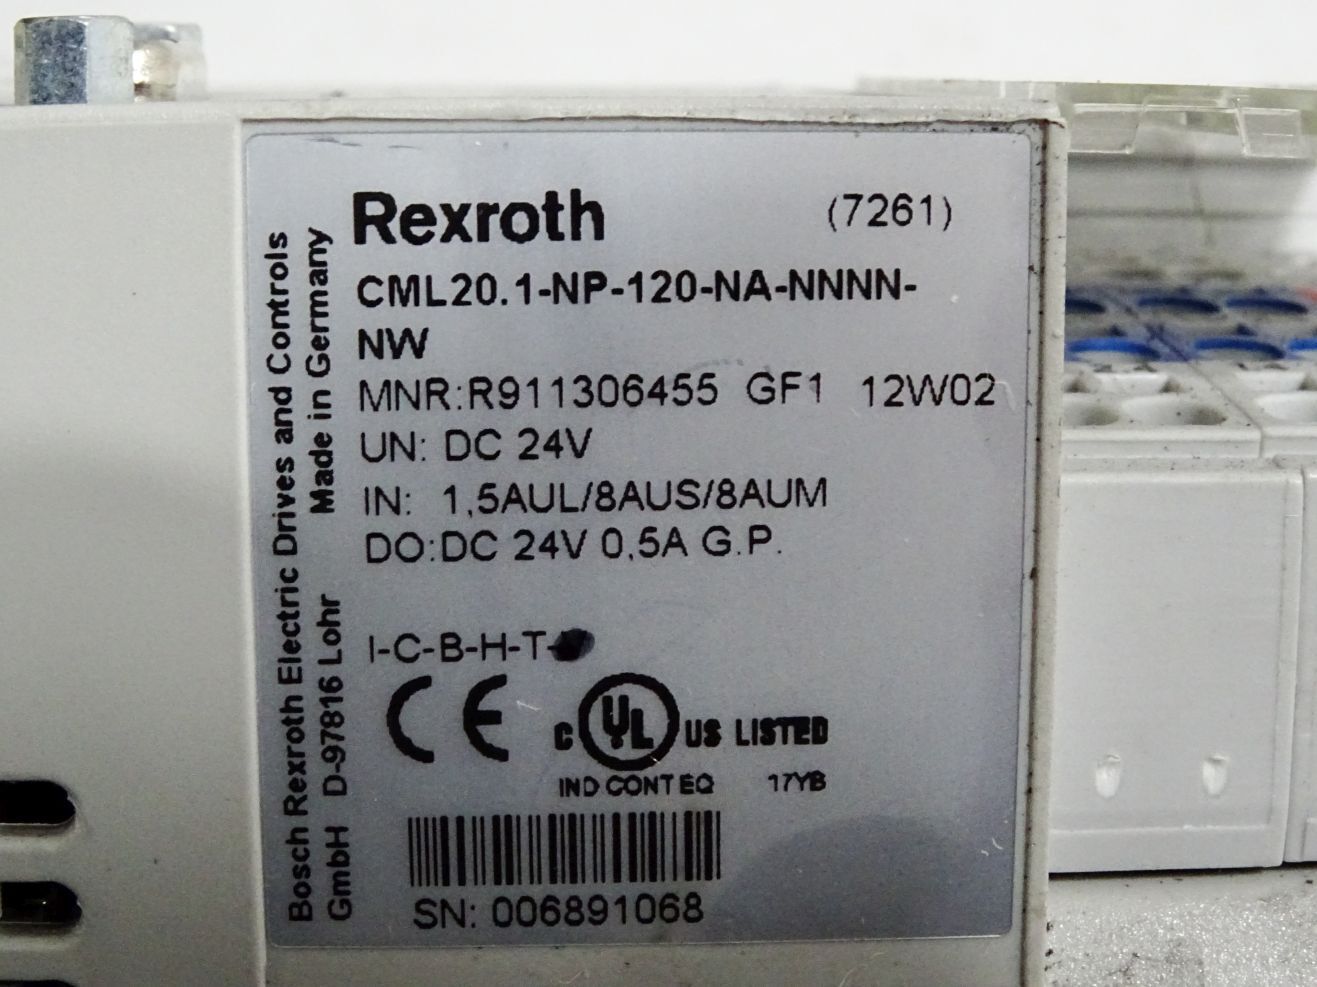 Rexroth (7261)
CML20.1-NP-120-NA-NNNN-
NW
MNR:R911306455 GF1 12W02
UN: DC 24V
IN: 1,5AUL/8AUS/8AUM
DO:DC 24V 0,5A G.P.
I-C-B-H-T-
CE C UL US LISTED
IND CONT EQ 17YB
SN: 006891068
Bosch Rexroth Electric Drives and Controls
GmbH D-97816 Lohr Made in Germany